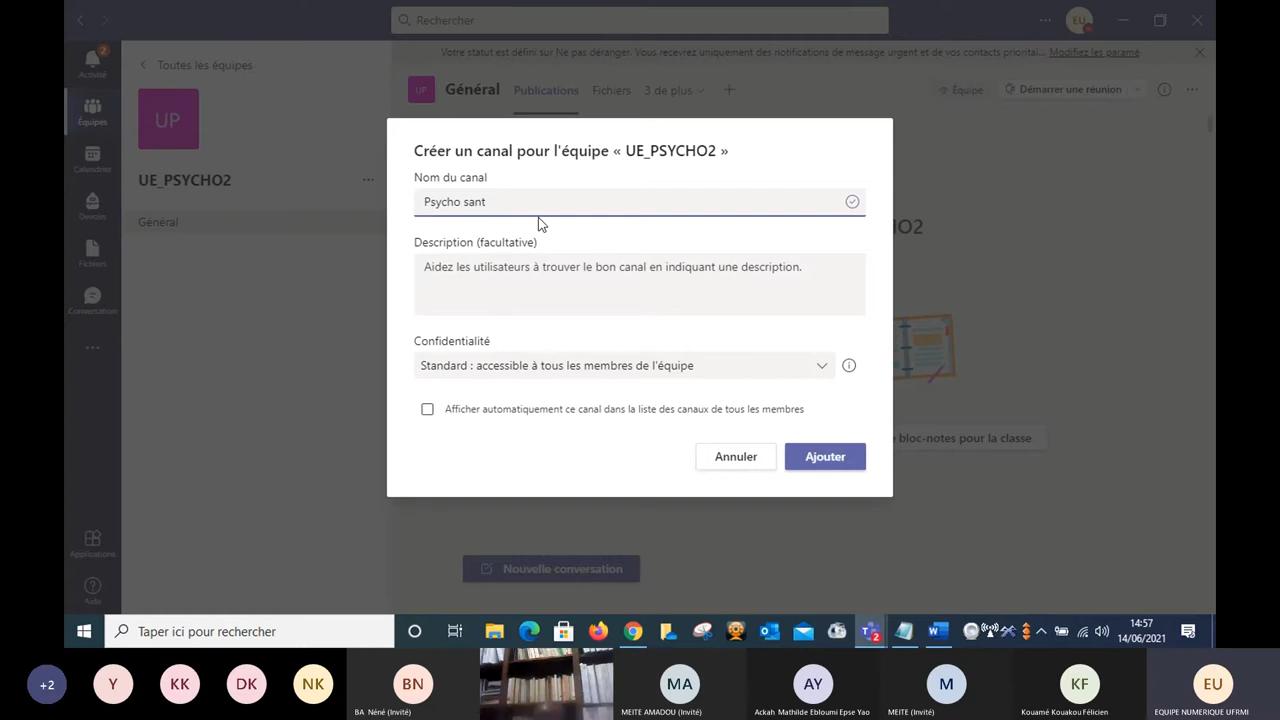 Rechercher
EU
2
Activité
Toutes les équipes
Votre statut est défini sur Ne pas déranger. Vous recevrez uniquement des notifications de message urgent et de vos contacts prioritai...
Modifiez les paramé
UP
Général
Publications
Fichiers
3 de plus
Équipe
Démarrer une réunion
Équipes
UP
Calendrier
UE_PSYCHO2
Devoirs
Général
Fichiers
Conversation
Créer un canal pour l'équipe « UE_PSYCHO2 »
Nom du canal
Psycho sant
Description (facultative)
Aidez les utilisateurs à trouver le bon canal en indiquant une description.
Confidentialité
Standard : accessible à tous les membres de l'équipe
Afficher automatiquement ce canal dans la liste des canaux de tous les membres
Annuler
Ajouter
O2
bloc-notes pour la classe
Applications
Nouvelle conversation
Aide
Taper ici pour rechercher
2
14:57
14/06/2021
+2
Y
KK
DK
NK
BN
BA Néné (Invité)
MA
MEITE AMADOU (Invité)
AY
Ackah Mathilde Ebloumi Epse Yao
M
MEITE (Invité)
KF
Kouamé Kouakou Félicien
EU
EQUIPE NUMERIQUE UFRMI